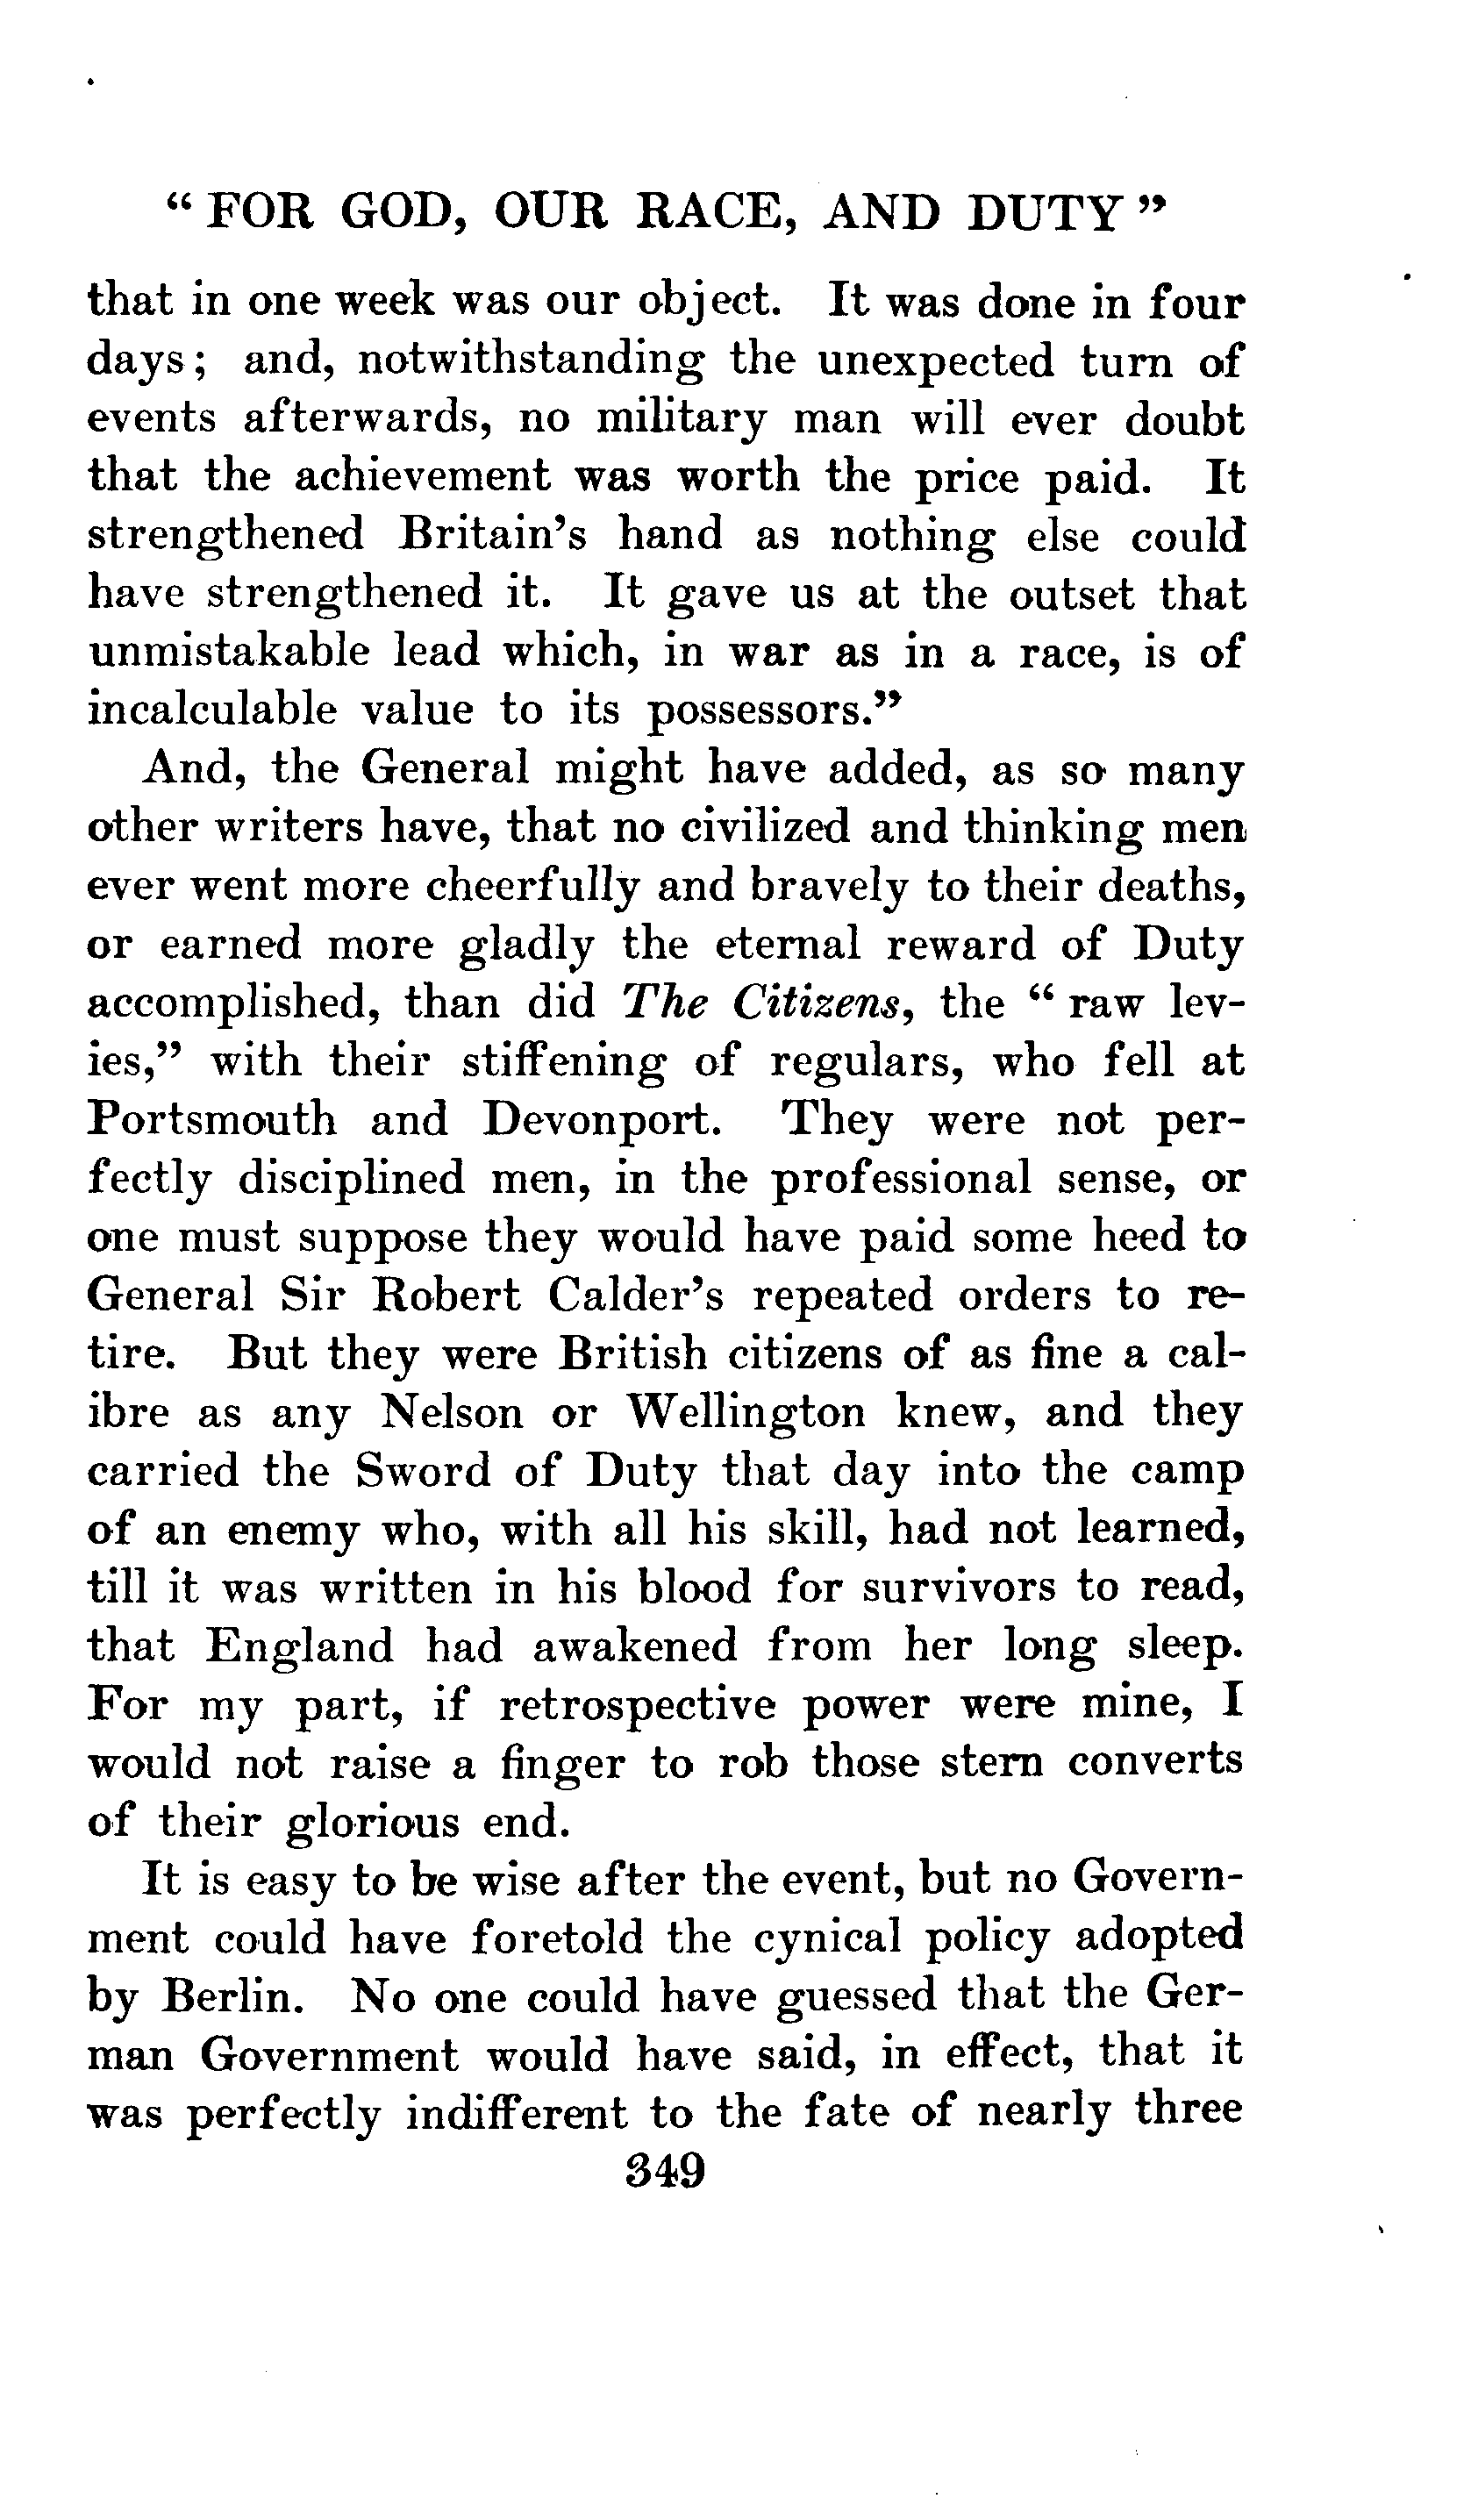 “ FOR GOD, OUR RACE, AND DUTY ”
that in one week was our object. It was done in four
days; and, notwithstanding the unexpected turn of
events afterwards, no military man will ever doubt
that the achievement was worth the price paid. It
strengthened Britain’s hand as nothing else could
have strengthened it. It gave us at the outset that
unmistakable lead which, in war as in a race, is of
incalculable value to its possessors.”
And, the General might have added, as so many
other writers have, that no civilized and thinking men
ever went more cheerfully and bravely to their deaths,
or earned more gladly the eternal reward of Duty
accomplished, than did The Citizens, the “ raw lev-
ies,” with their stiffening of regulars, who fell at
Portsmouth and Devonport. They were not per-
fectly disciplined men, in the professional sense, or
one must suppose they would have paid some heed to
General Sir Robert Calder’s repeated orders to re-
tire. But they were British citizens of as fine a cal-
ibre as any Nelson or Wellington knew, and they
carried the Sword of Duty that day into the camp
of an enemy who, with all his skill, had not learned,
till it was written in his blood for survivors to read,
that England had awakened from her long sleep.
For my part, if retrospective power were mine, I
would not raise a finger to rob those stern converts
of their glorious end.
It is easy to be wise after the event, but no Govern-
ment could have foretold the cynical policy adopted
by Berlin. No one could have guessed that the Ger-
man Government would have said, in effect, that it
was perfectly indifferent to the fate of nearly three
349